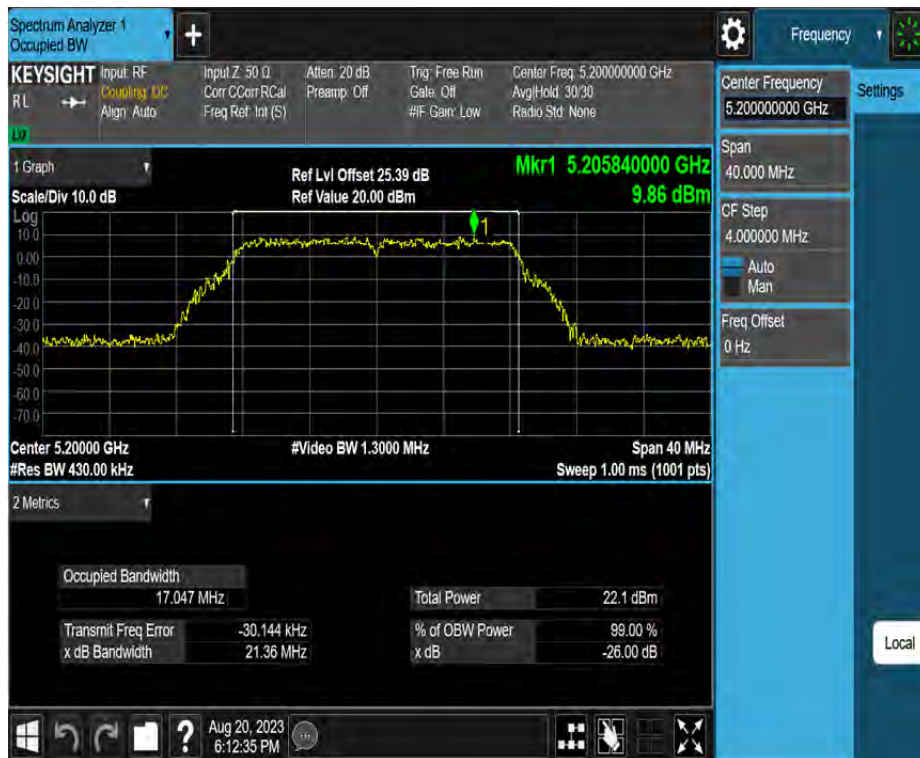 Spectrum Analyzer 1
Occupied BW
+
Frequency
KEYSIGHT
RL
Input: RF
Coupling: DC
Align: Auto
Input Z: 50 Ω
Corr CCorr RCal
Freq Ref: Int (S)
Atten: 20 dB
Preamp: Off
Trig: Free Run
Gate: Off
#IF Gain: Low
Center Freq: 5.200000000 GHz
Avg|Hold: 30/30
Radio Std: None
Center Frequency
5.200000000 GHz
Settings
Span
40.000 MHz
CF Step
4.000000 MHz
Auto
Man
Freq Offset
0 Hz
1 Graph
Scale/Div 10.0 dB
Ref Lvl Offset 25.39 dB
Ref Value 20.00 dBm
Mkr1 5.205840000 GHz
9.86 dBm
Log
10.0
0.00
-10.0
-20.0
-30.0
-40.0
-50.0
-60.0
-70.0
1
Center 5.20000 GHz
#Video BW 1.3000 MHz
Span 40 MHz
#Res BW 430.00 kHz
Sweep 1.00 ms (1001 pts)
2 Metrics
Occupied Bandwidth
17.047 MHz
Total Power 22.1 dBm
Transmit Freq Error -30.144 kHz
% of OBW Power 99.00 %
x dB Bandwidth 21.36 MHz
x dB -26.00 dB
Local
?
Aug 20, 2023
6:12:35 PM